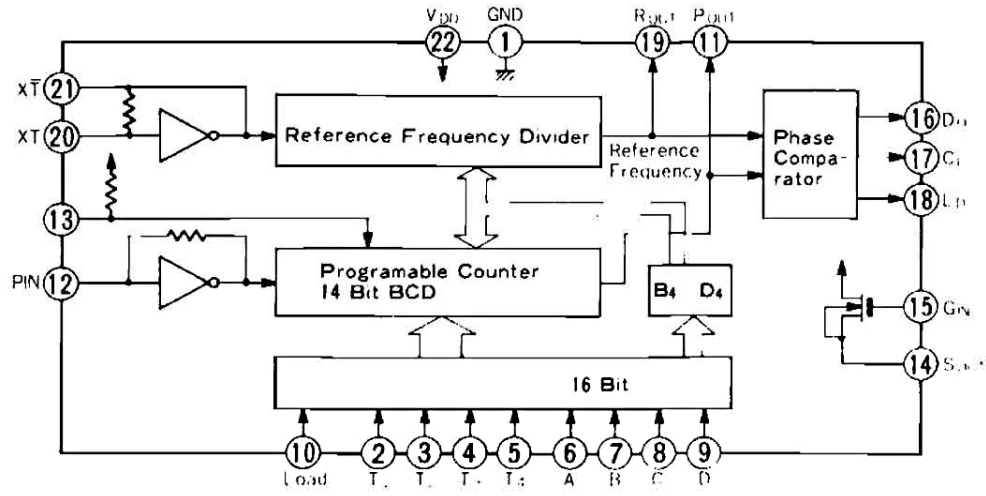 VDD GND ROUT POUT
22 1 19 11
XT̅ 21
XT 20
Reference Frequency Divider
Reference
Frequency
Phase
Compa-
rator
16
17
18
13
PIN 12
Programable Counter
14 Bit BCD
B4 D4
15 GIN
14
16 Bit
10 2 3 4 5 6 7 8 9
Load A B C D